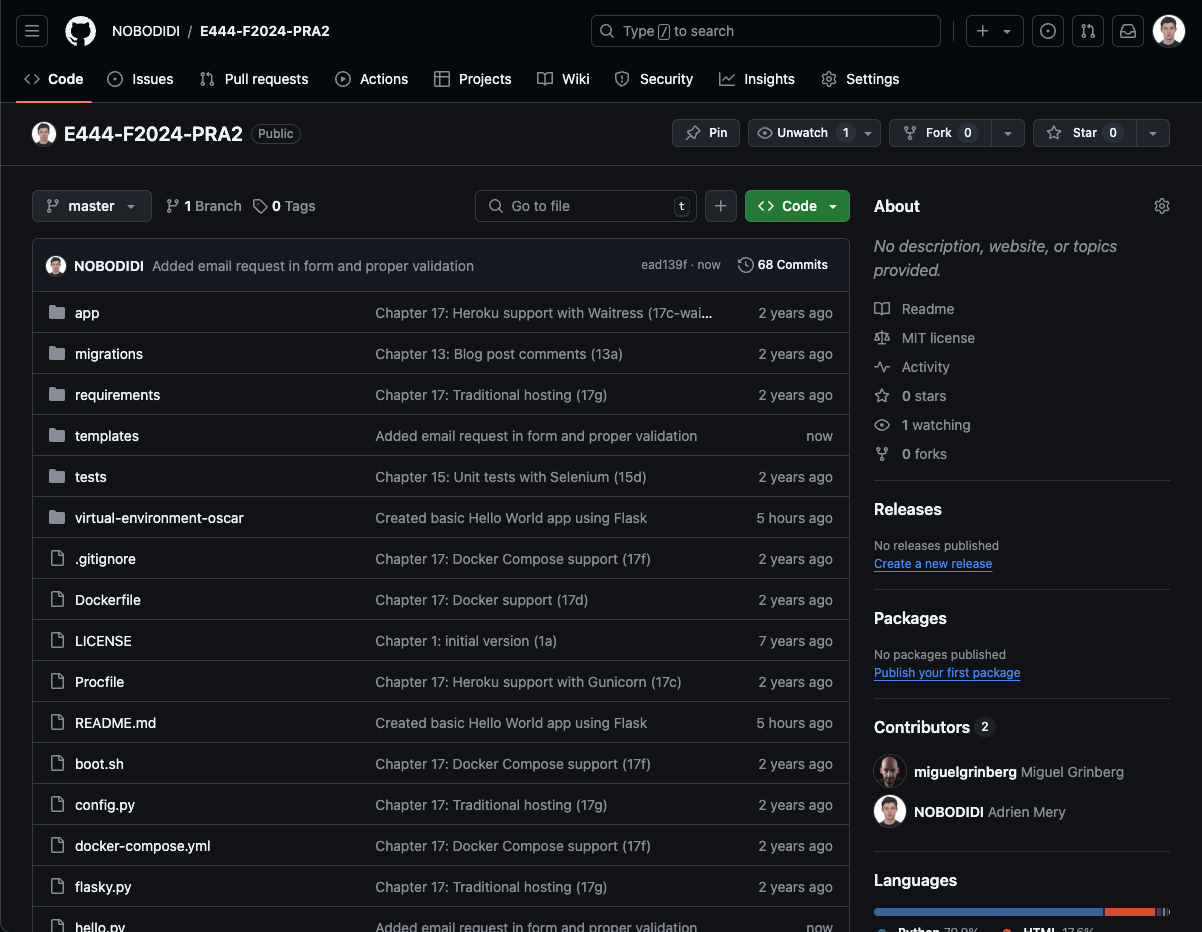 NOBODIDI / E444-F2024-PRA2
Type / to search
Code Issues Pull requests Actions Projects Wiki Security Insights Settings
E444-F2024-PRA2 Public
Pin Unwatch 1 Fork 0 Star 0
master 1 Branch 0 Tags Go to file t Code
NOBODIDI Added email request in form and proper validation ead139f · now 68 Commits
app Chapter 17: Heroku support with Waitress (17c-wai... 2 years ago
migrations Chapter 13: Blog post comments (13a) 2 years ago
requirements Chapter 17: Traditional hosting (17g) 2 years ago
templates Added email request in form and proper validation now
tests Chapter 15: Unit tests with Selenium (15d) 2 years ago
virtual-environment-oscar Created basic Hello World app using Flask 5 hours ago
.gitignore Chapter 17: Docker Compose support (17f) 2 years ago
Dockerfile Chapter 17: Docker support (17d) 2 years ago
LICENSE Chapter 1: initial version (1a) 7 years ago
Procfile Chapter 17: Heroku support with Gunicorn (17c) 2 years ago
README.md Created basic Hello World app using Flask 5 hours ago
boot.sh Chapter 17: Docker Compose support (17f) 2 years ago
config.py Chapter 17: Traditional hosting (17g) 2 years ago
docker-compose.yml Chapter 17: Docker Compose support (17f) 2 years ago
flasky.py Chapter 17: Traditional hosting (17g) 2 years ago
hello.py Added email request in form and proper validation now
About
No description, website, or topics
provided.
Readme
MIT license
Activity
0 stars
1 watching
0 forks
Releases
No releases published
Create a new release
Packages
No packages published
Publish your first package
Contributors 2
miguelgrinberg Miguel Grinberg
NOBODIDI Adrien Mery
Languages
Python 79.9% HTML 17.6%